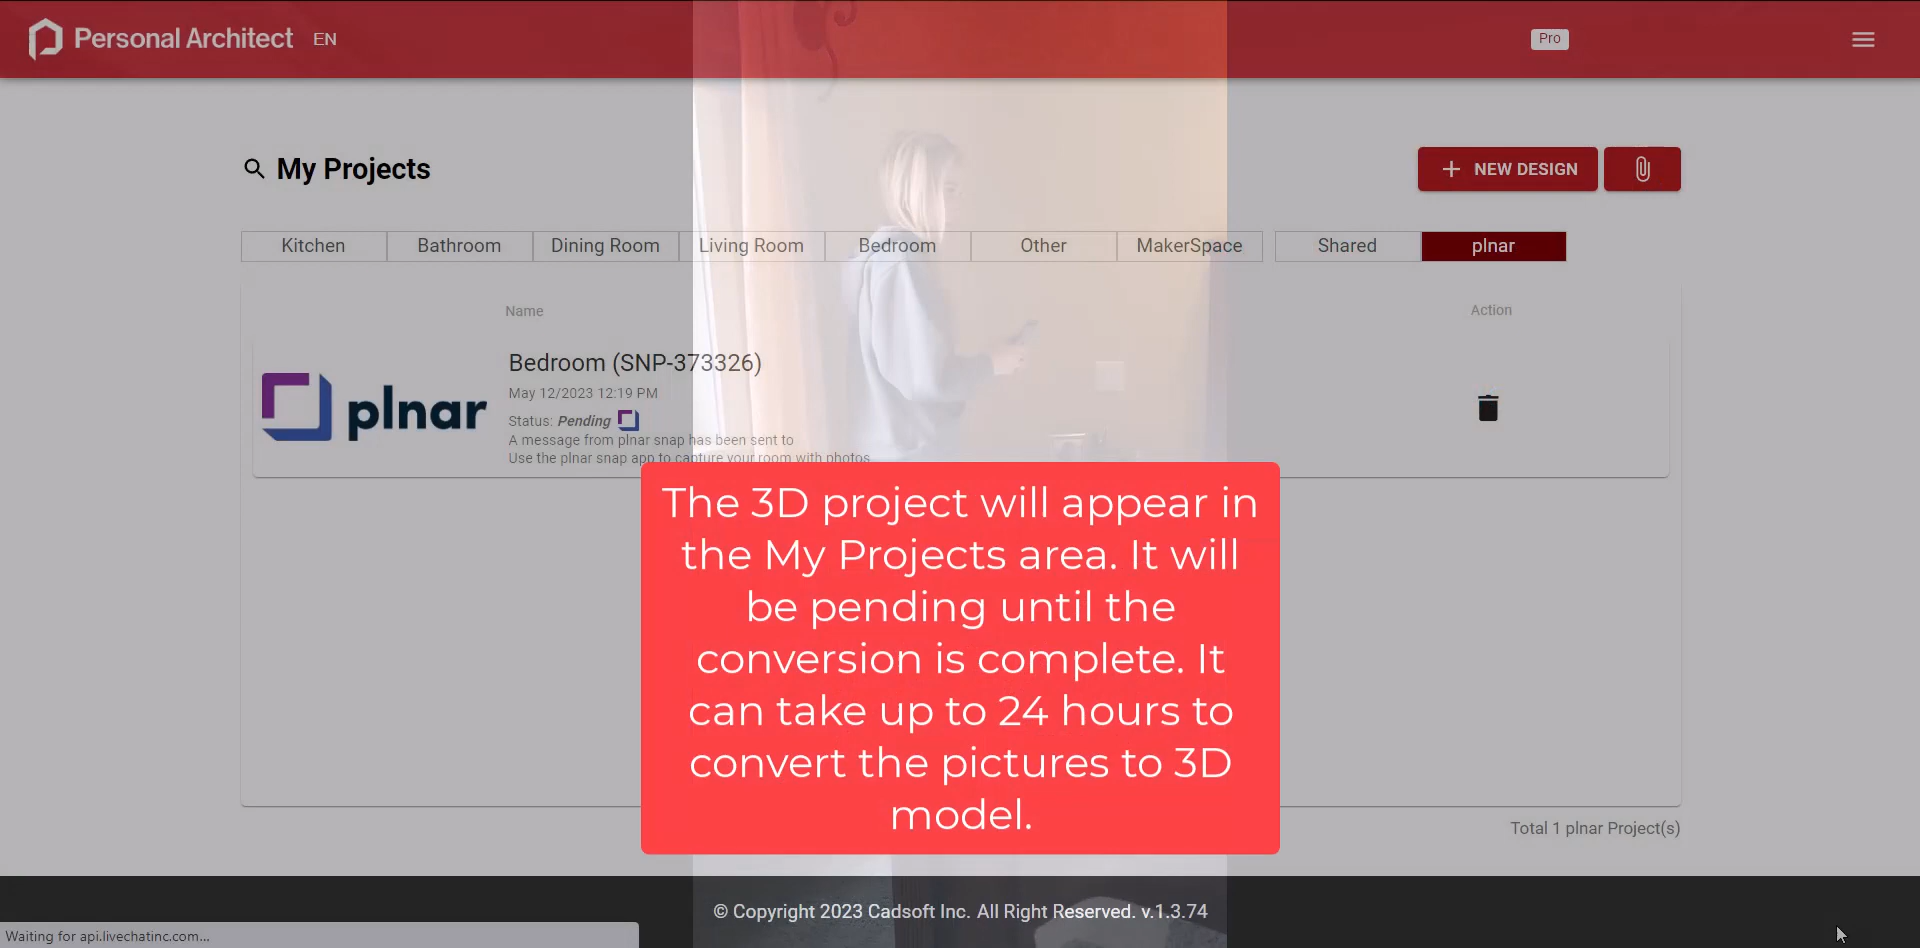 Personal Architect EN Pro
My Projects
NEW DESIGN
Kitchen Bathroom Dining Room Living Room Bedroom Other MakerSpace Shared plnar
Name Action
plnar
Bedroom (SNP-373326)
May 12/2023 12:19 PM
Status: Pending
A message from plnar snap has been sent to
Use the plnar snap app to capture your room with photos
The 3D project will appear in
the My Projects area. It will
be pending until the
conversion is complete. It
can take up to 24 hours to
convert the pictures to 3D
model.
Total 1 plnar Project(s)
© Copyright 2023 Cadsoft Inc. All Right Reserved. v.1.3.74
Waiting for api.livechatinc.com...